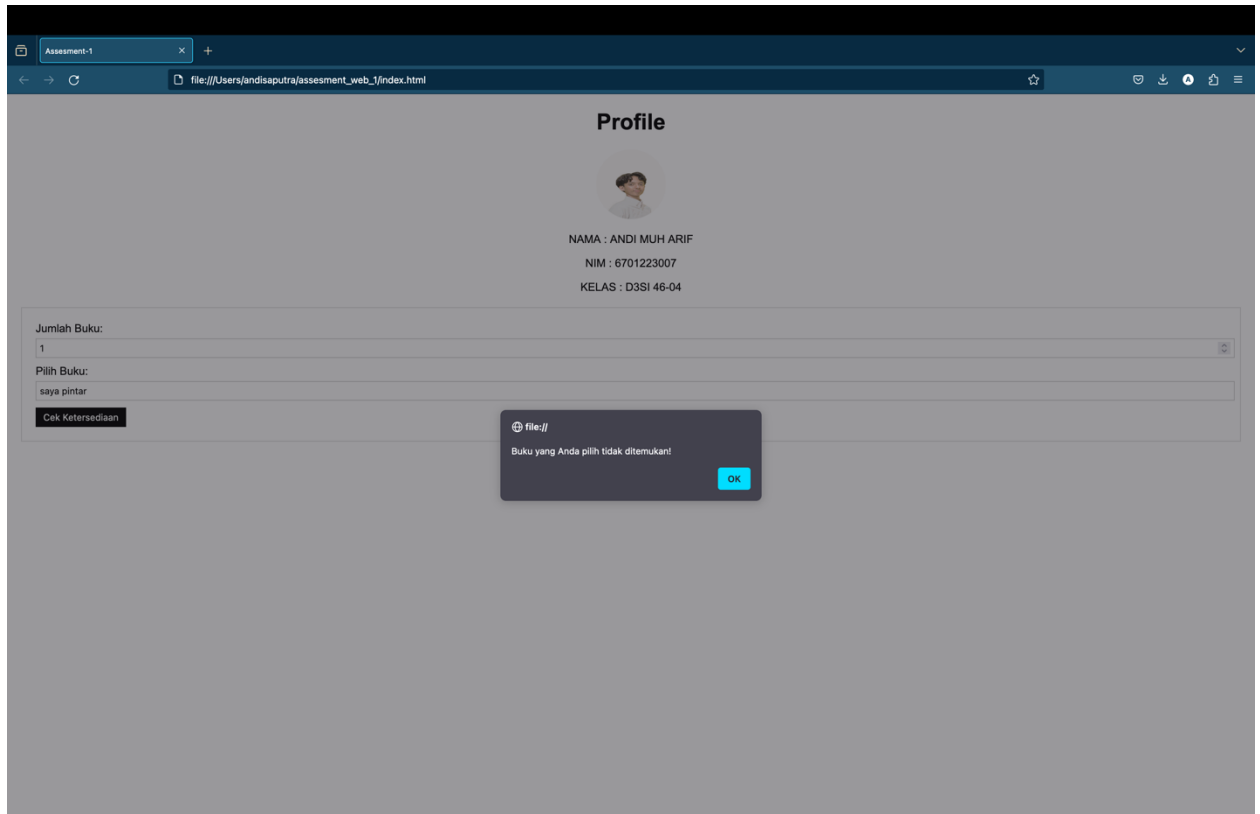 Assesment-1
file:///Users/andisaputra/assesment_web_1/index.html
A
Profile
NAMA : ANDI MUH ARIF
NIM : 6701223007
KELAS : D3SI 46-04
Jumlah Buku:
1
Pilih Buku:
saya pintar
Cek Ketersediaan
file://
Buku yang Anda pilih tidak ditemukan!
OK